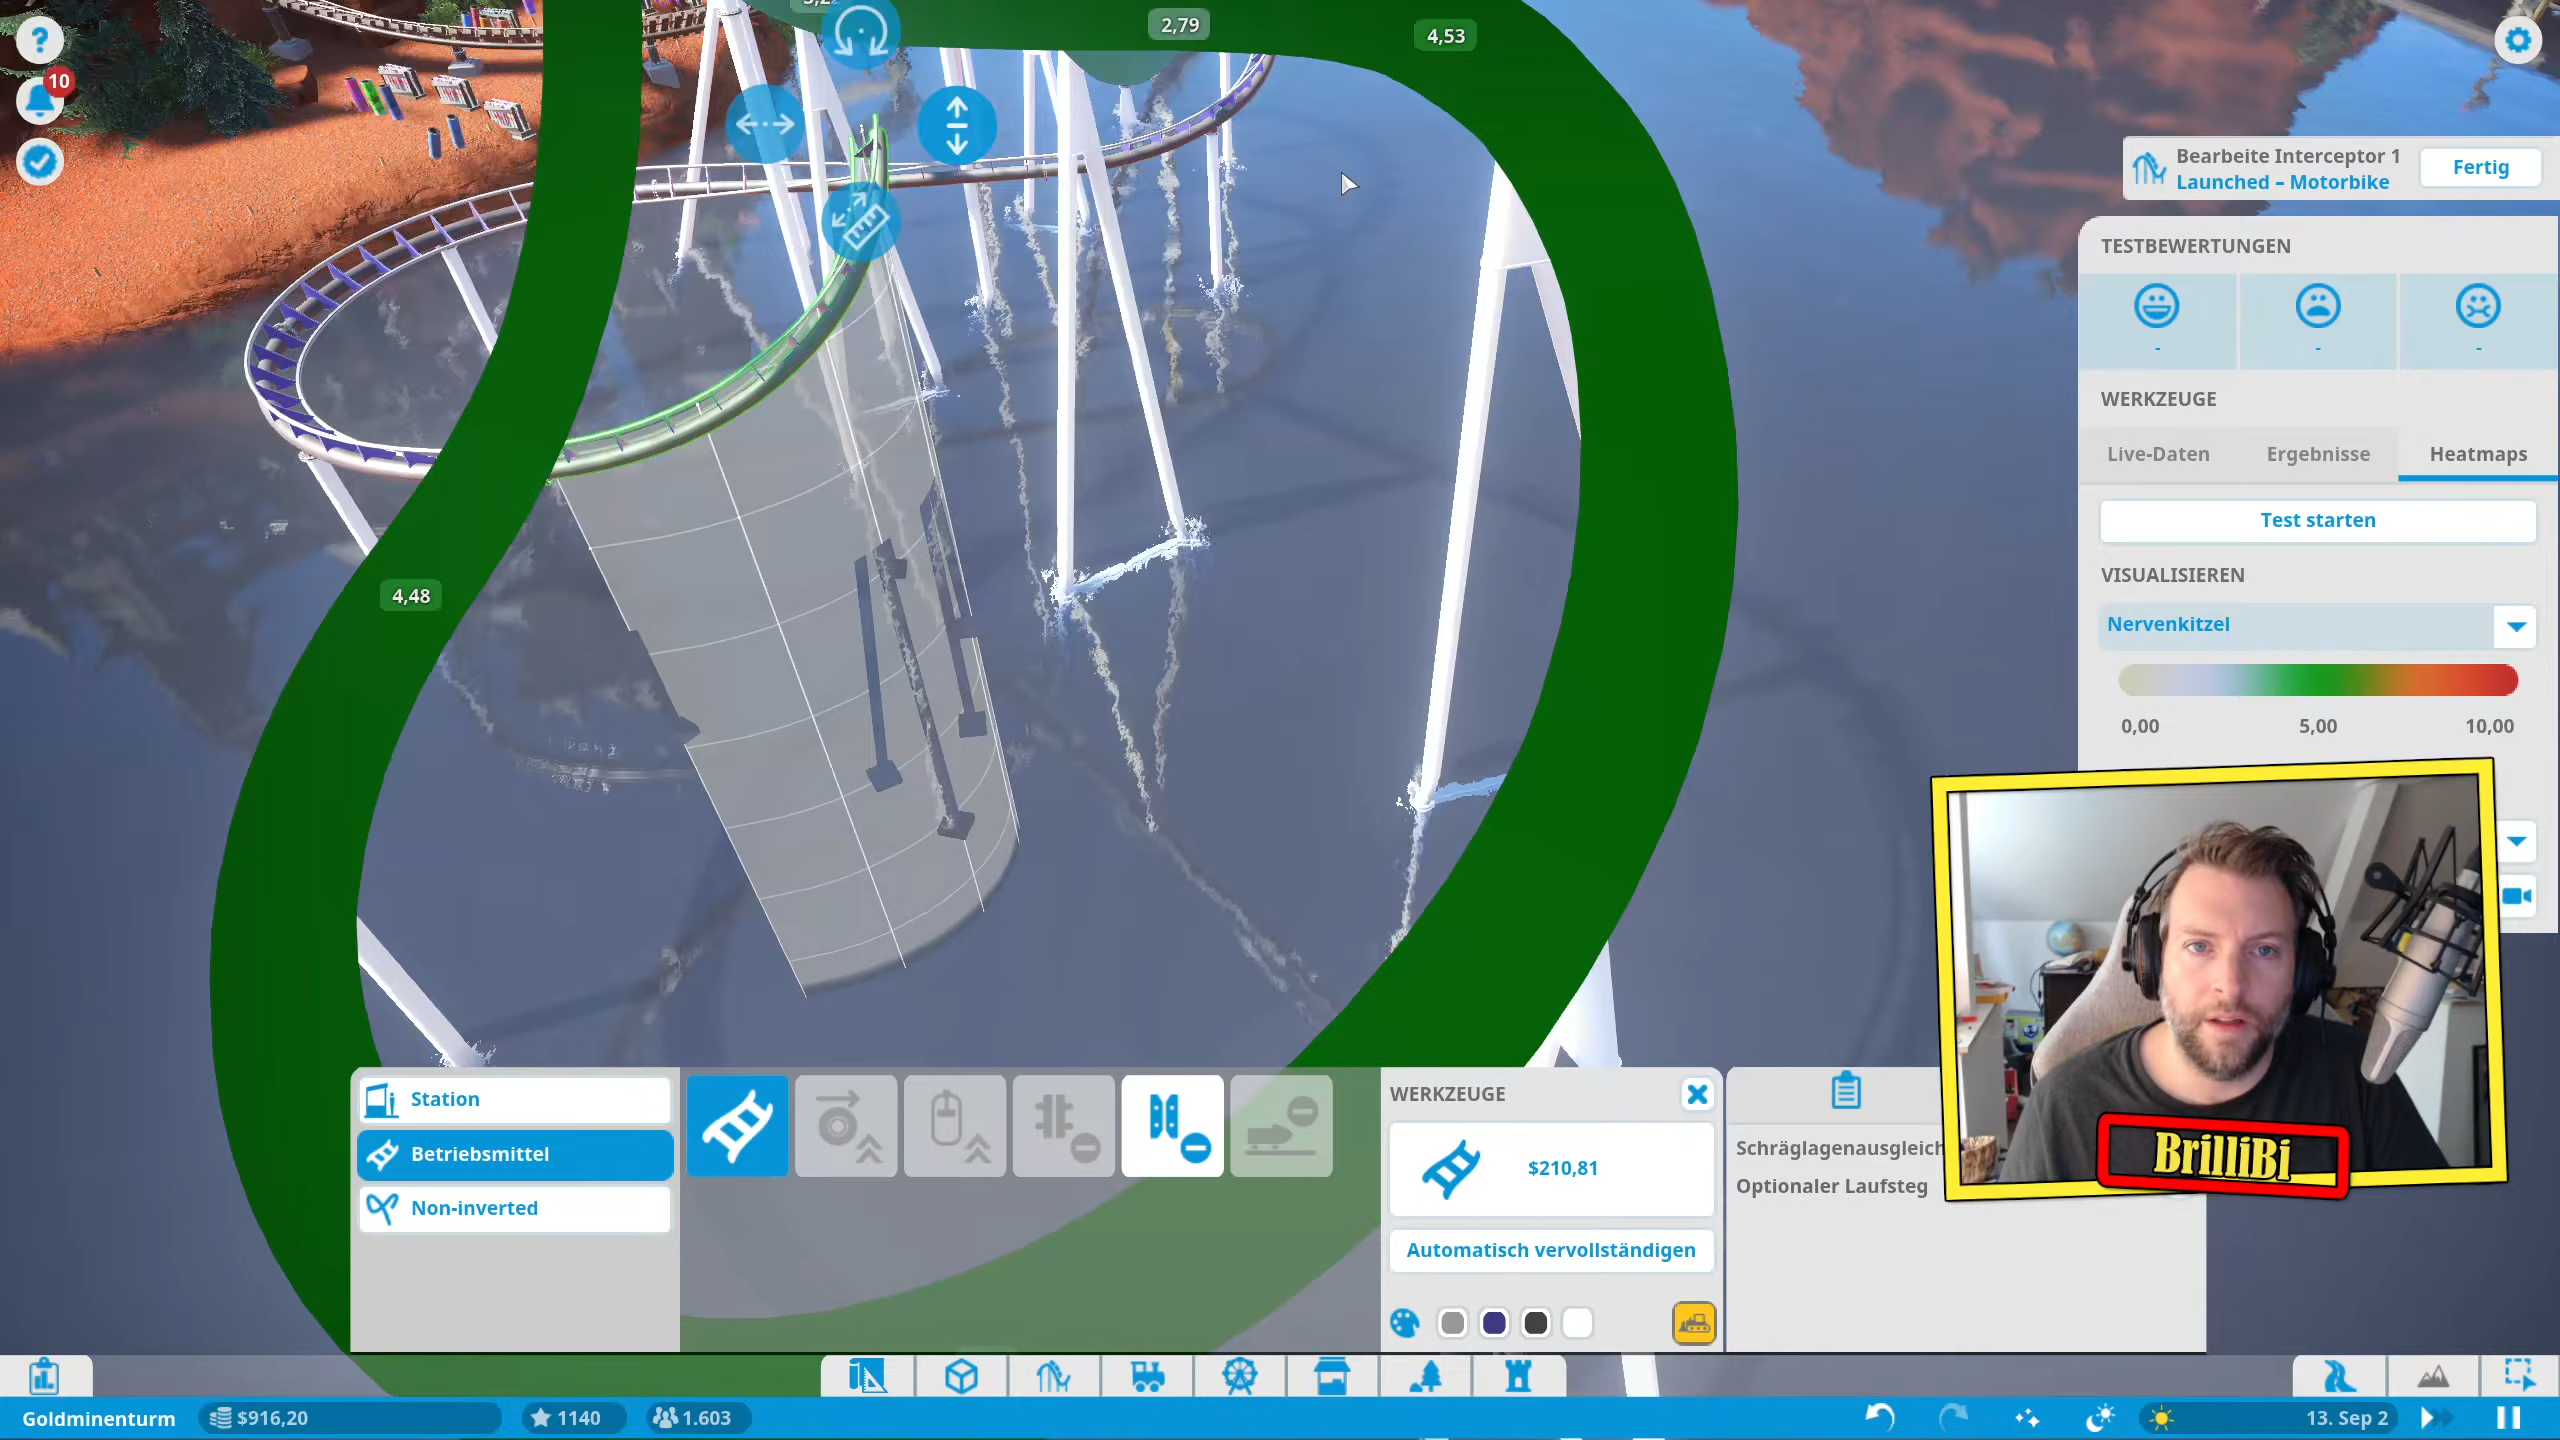 2,79
4,53
10
Bearbeite Interceptor 1
Launched – Motorbike
Fertig
TESTBEWERTUNGEN
-
-
-
WERKZEUGE
Live-Daten
Ergebnisse
Heatmaps
Test starten
VISUALISIEREN
4,48
Nervenkitzel
0,00
5,00
10,00
Station
Betriebsmittel
Non-inverted
WERKZEUGE
$210,81
Automatisch vervollständigen
Schräglagenausgleich
Optionaler Laufsteg
BrilliBi
Goldminenturm
$916,20
1140
1.603
13. Sep 2